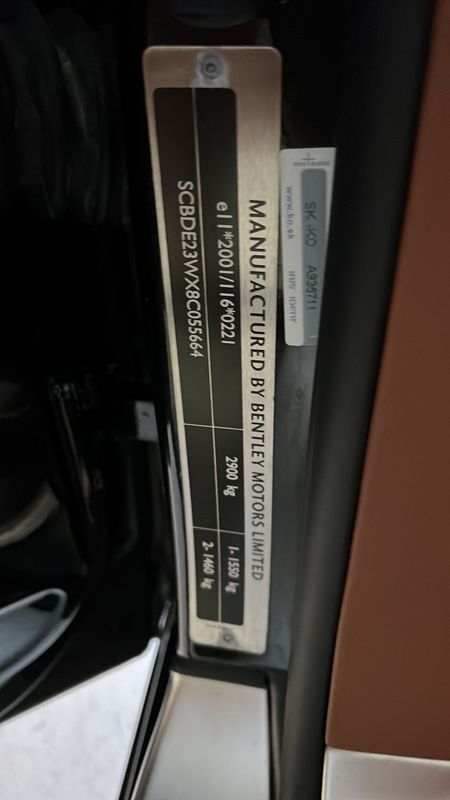 MANUFACTURED BY BENTLEY MOTORS LIMITED
e11*2001/116*0221
2900 kg
1- 1550 kg
SCBDE23WX8C055664
2- 1460 kg
SK -KO A936711
www.ko.sk